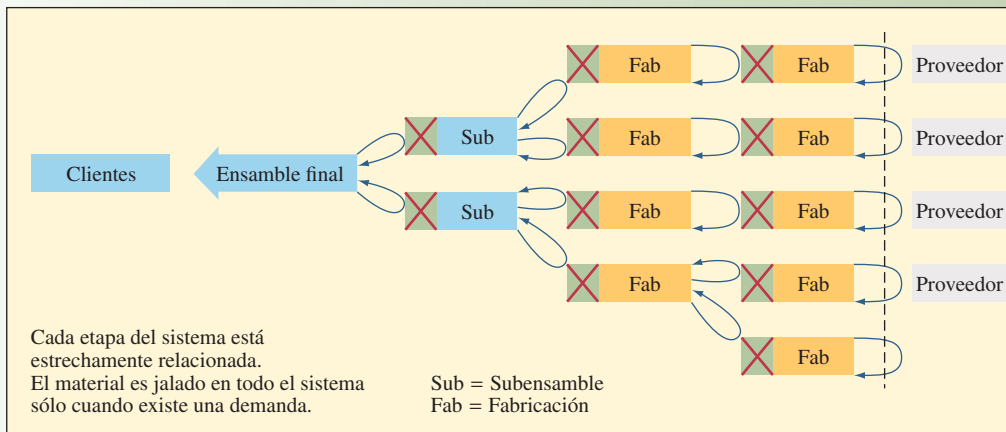 Fab
Fab
Proveedor
Sub
Fab
Fab
Proveedor
Clientes
Ensamble final
Sub
Fab
Fab
Proveedor
Fab
Fab
Proveedor
Fab
Cada etapa del sistema está
estrechamente relacionada.
El material es jalado en todo el sistema
sólo cuando existe una demanda.
Sub = Subensamble
Fab = Fabricación